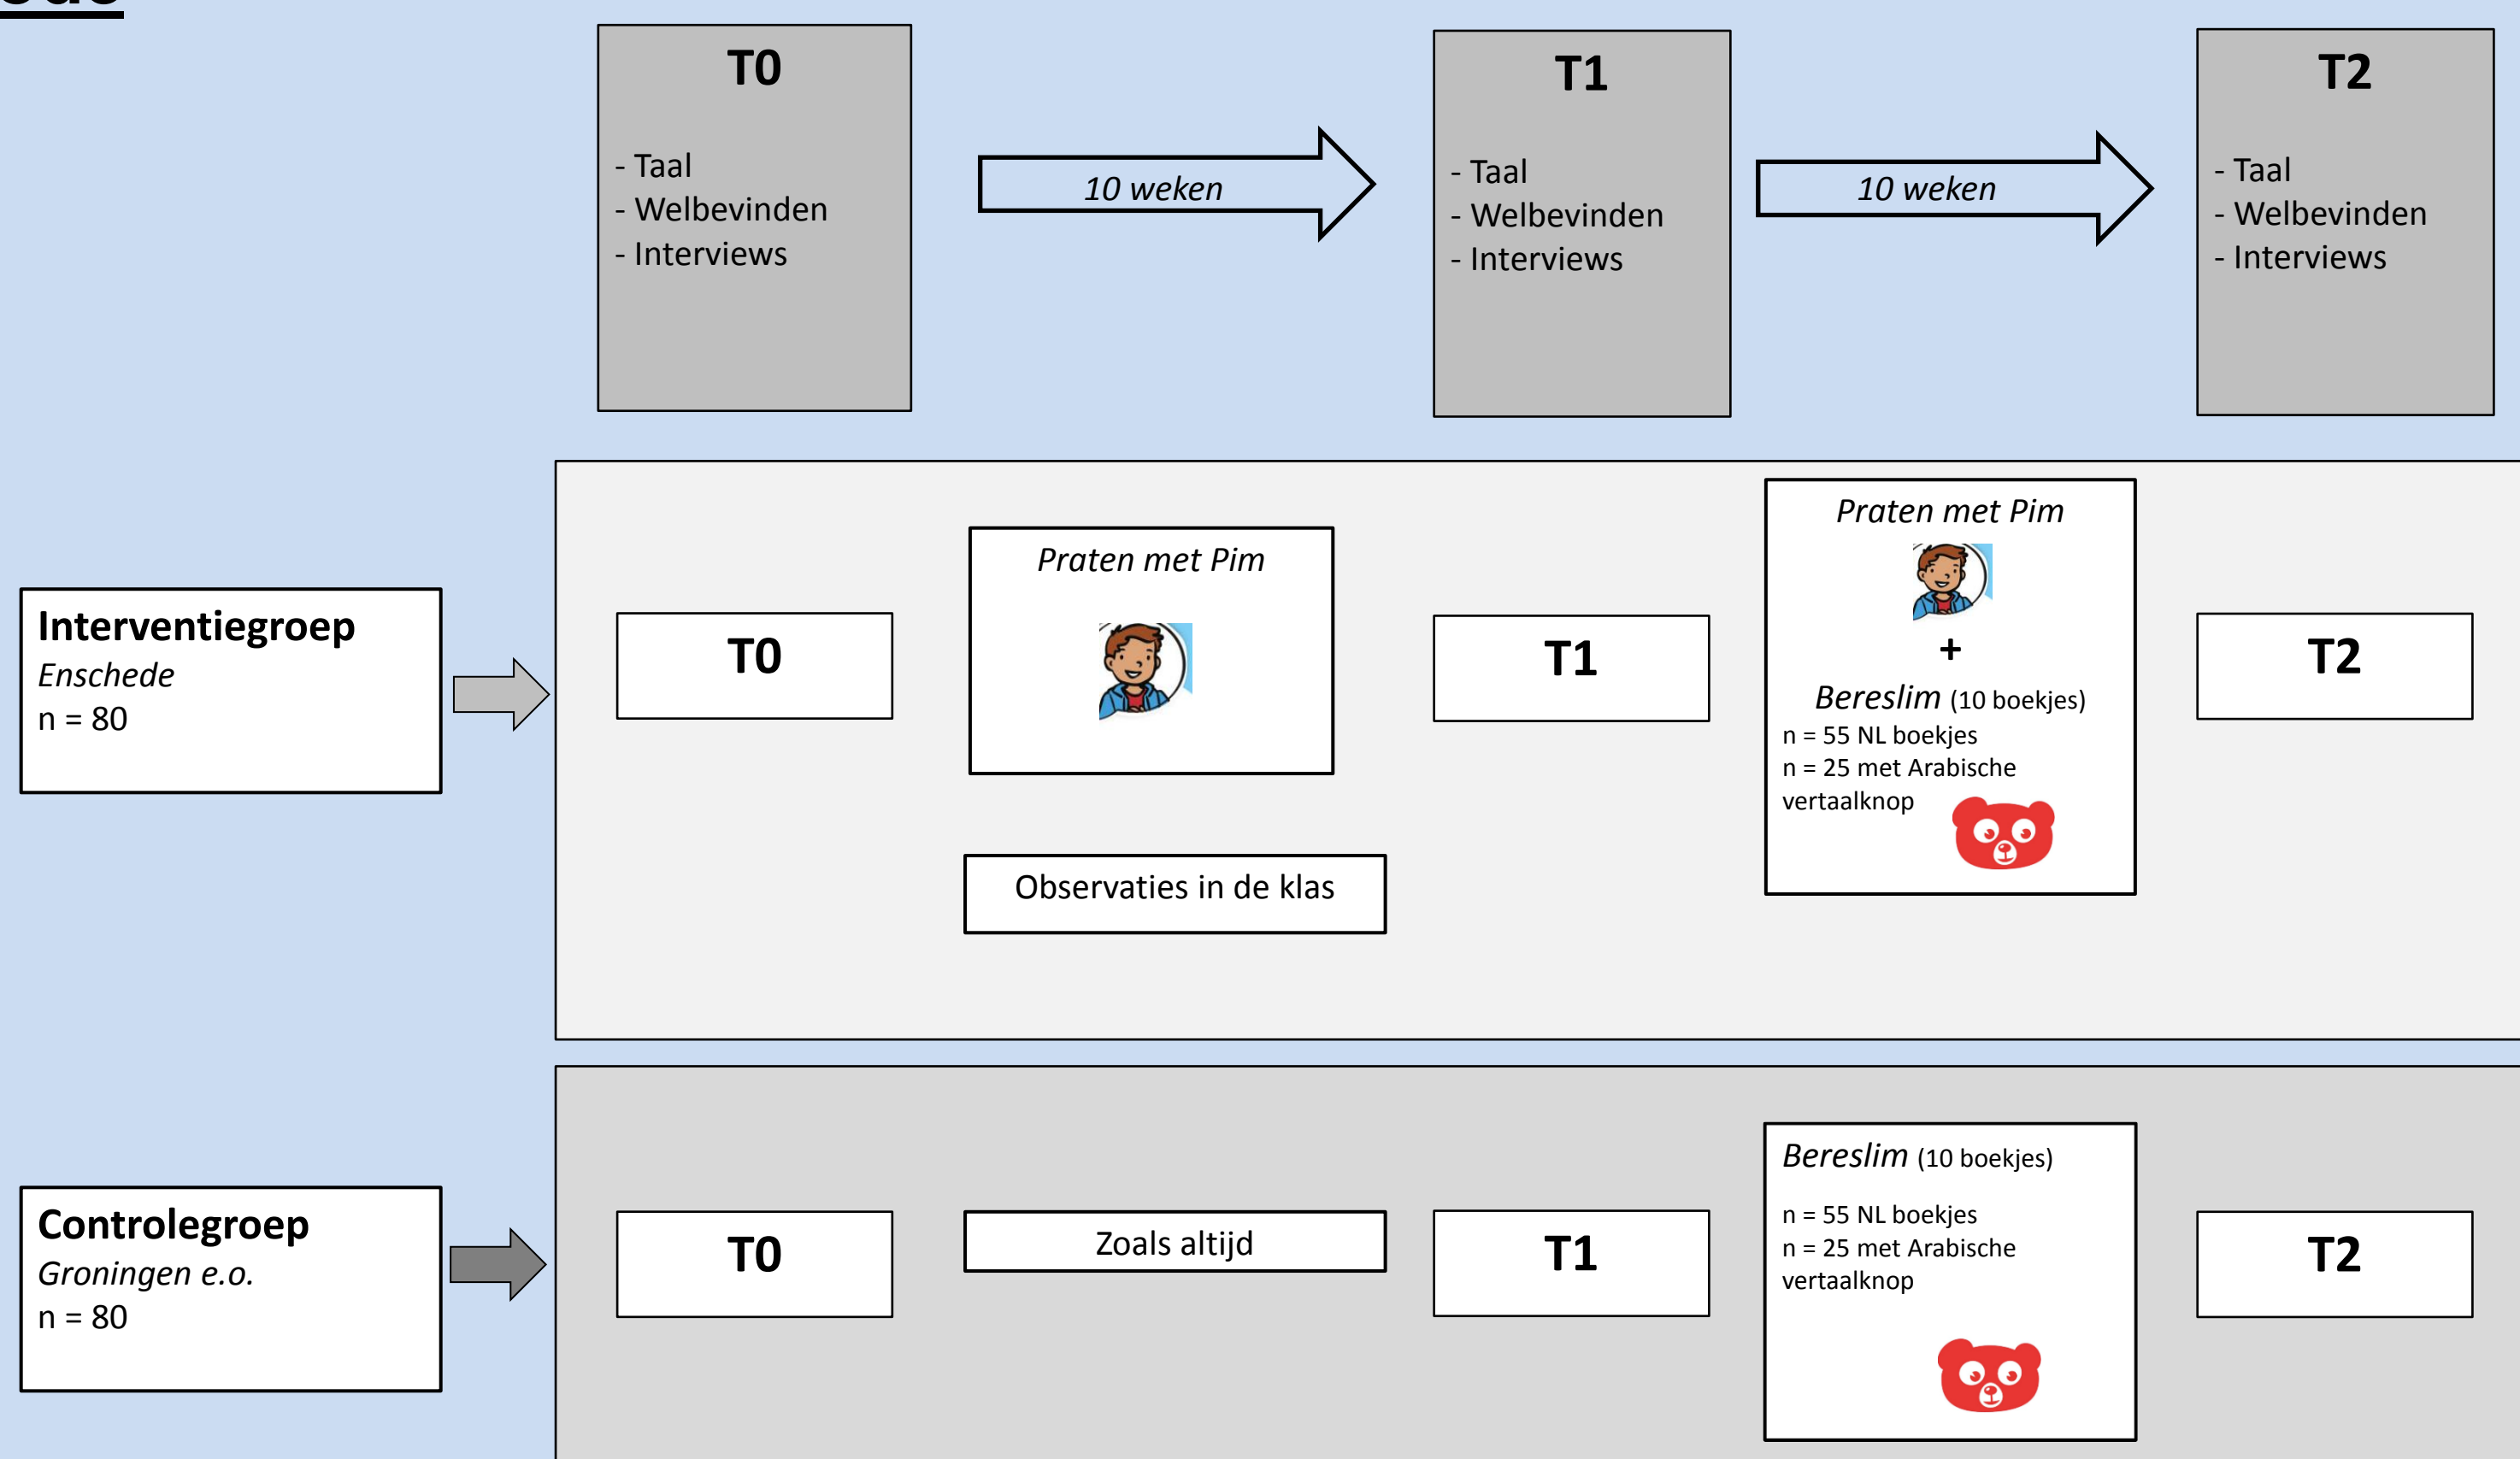 T0
- Taal
- Welbevinden
- Interviews
10 weken
T1
- Taal
- Welbevinden
- Interviews
10 weken
T2
- Taal
- Welbevinden
- Interviews
Interventiegroep
Enschede
n = 80
T0
Praten met Pim
Observaties in de klas
T1
Praten met Pim
+
Bereslim (10 boekjes)
n = 55 NL boekjes
n = 25 met Arabische
vertaalknop
T2
Controlegroep
Groningen e.o.
n = 80
T0
Zoals altijd
T1
Bereslim (10 boekjes)
n = 55 NL boekjes
n = 25 met Arabische
vertaalknop
T2